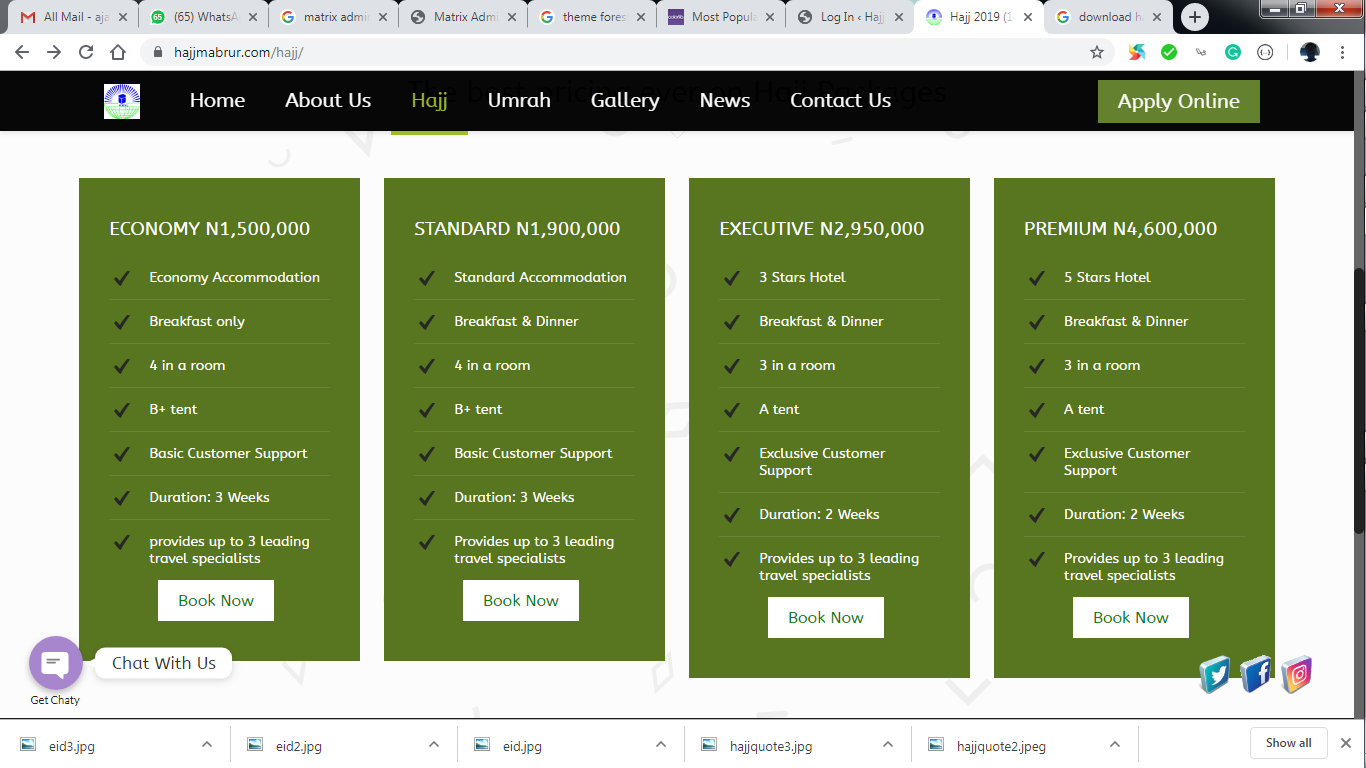 All Mail - aja
(65) WhatsA
matrix admi
Matrix Adm
theme fores
Most Popula
Log In ‹ Hajj
Hajj 2019 (1
download h
hajjmabrur.com/hajj/
The best pricing ever on Hajj Packages
Home
About Us
Hajj
Umrah
Gallery
News
Contact Us
Apply Online
ECONOMY N1,500,000
Economy Accommodation
Breakfast only
4 in a room
B+ tent
Basic Customer Support
Duration: 3 Weeks
provides up to 3 leading
travel specialists
Book Now
STANDARD N1,900,000
Standard Accommodation
Breakfast & Dinner
4 in a room
B+ tent
Basic Customer Support
Duration: 3 Weeks
Provides up to 3 leading
travel specialists
Book Now
EXECUTIVE N2,950,000
3 Stars Hotel
Breakfast & Dinner
3 in a room
A tent
Exclusive Customer
Support
Duration: 2 Weeks
Provides up to 3 leading
travel specialists
Book Now
PREMIUM N4,600,000
5 Stars Hotel
Breakfast & Dinner
3 in a room
A tent
Exclusive Customer
Support
Duration: 2 Weeks
Provides up to 3 leading
travel specialists
Book Now
Chat With Us
Get Chaty
eid3.jpg
eid2.jpg
eid.jpg
hajjquote3.jpg
hajjquote2.jpeg
Show all